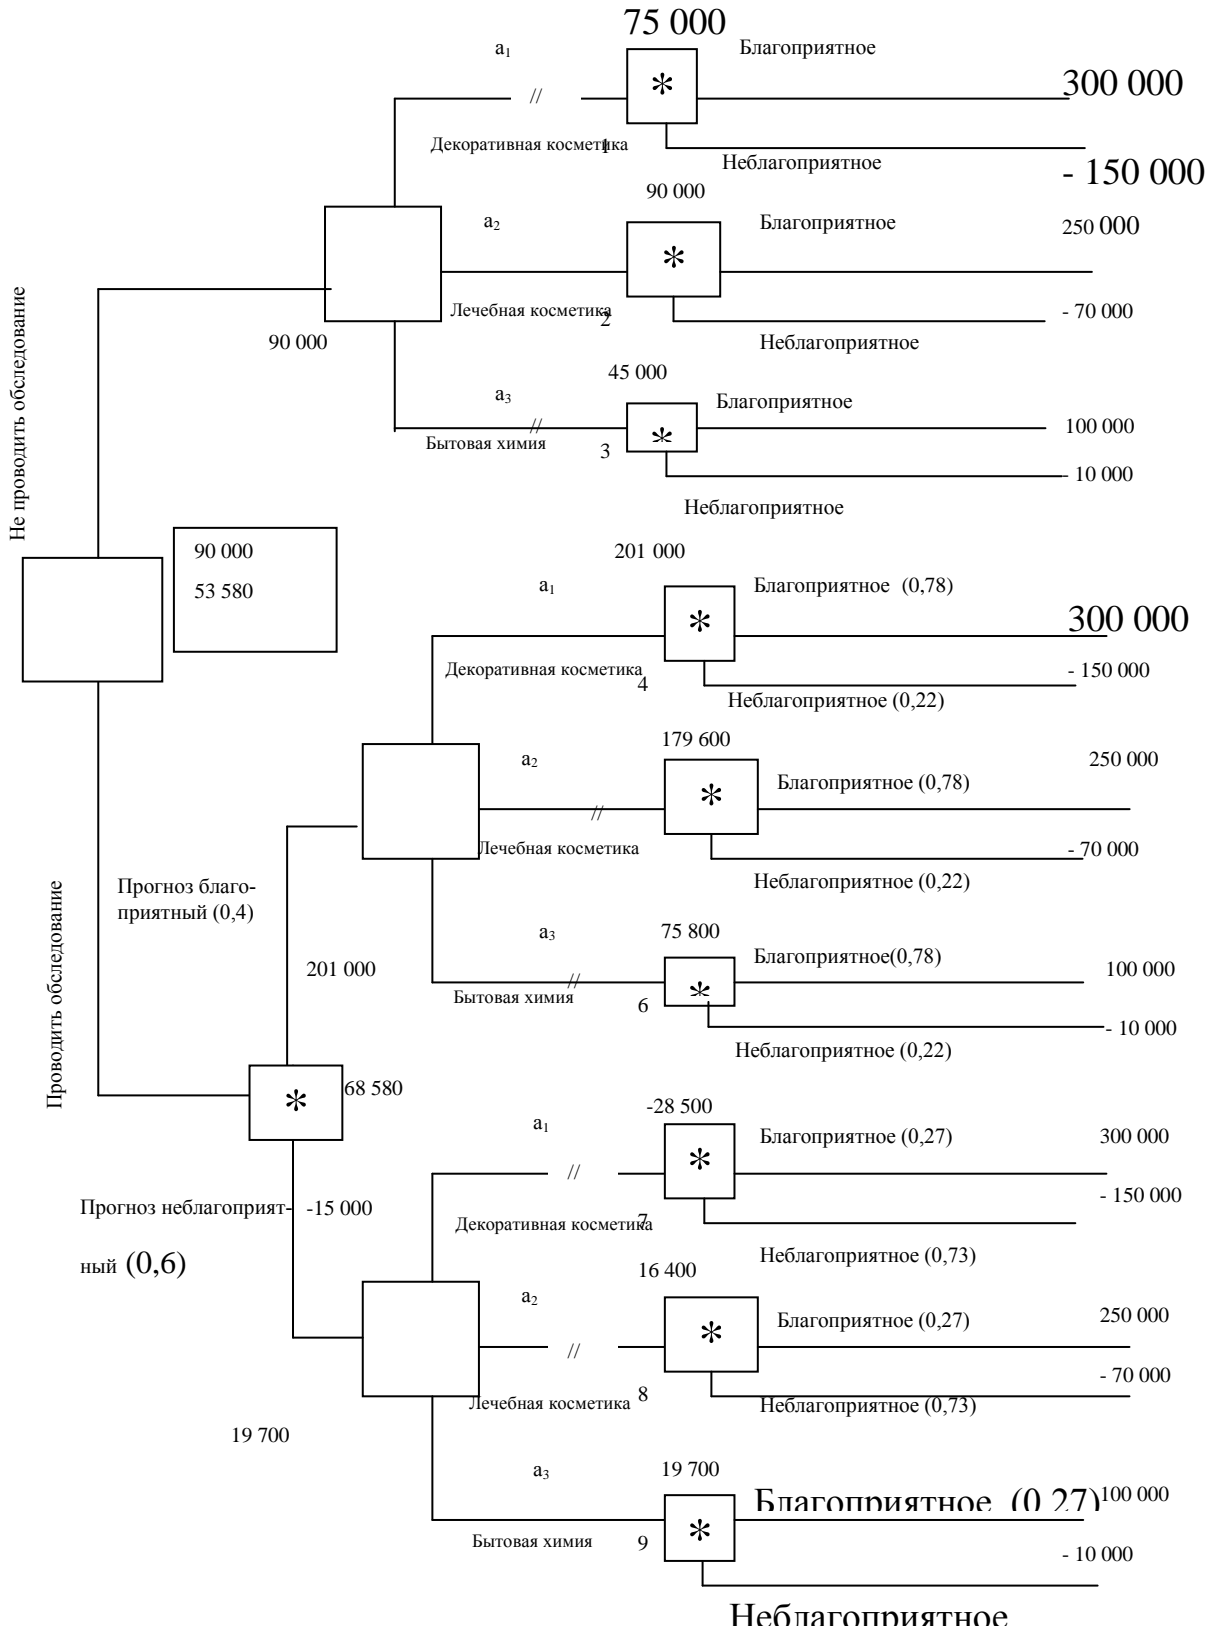 75 000
a1
Благоприятное
*
300 000
//
Декоративная косметика
1
Неблагоприятное
- 150 000
90 000
a2
Благоприятное
250 000
*
Лечебная косметика
2
- 70 000
Неблагоприятное
90 000
Не проводить обследование
45 000
a3
Благоприятное
//
*
100 000
Бытовая химия
3
- 10 000
Неблагоприятное
90 000
53 580
201 000
a1
Благоприятное (0,78)
*
300 000
Декоративная косметика
4
- 150 000
Неблагоприятное (0,22)
179 600
a2
250 000
Благоприятное (0,78)
*
//
Лечебная косметика
- 70 000
Неблагоприятное (0,22)
Проводить обследование
Прогноз благо-
приятный (0,4)
201 000
a3
75 800
Благоприятное(0,78)
100 000
//
*
Бытовая химия
6
- 10 000
Неблагоприятное (0,22)
*
68 580
-28 500
a1
Благоприятное (0,27)
300 000
*
//
Прогноз неблагоприят-
ный (0,6)
-15 000
- 150 000
Декоративная косметика
7
Неблагоприятное (0,73)
16 400
a2
Благоприятное (0,27)
250 000
*
//
- 70 000
Лечебная косметика
8
Неблагоприятное (0,73)
19 700
a3
19 700
Благоприятное (0,27)
100 000
*
Бытовая химия
9
- 10 000
Неблагоприятное